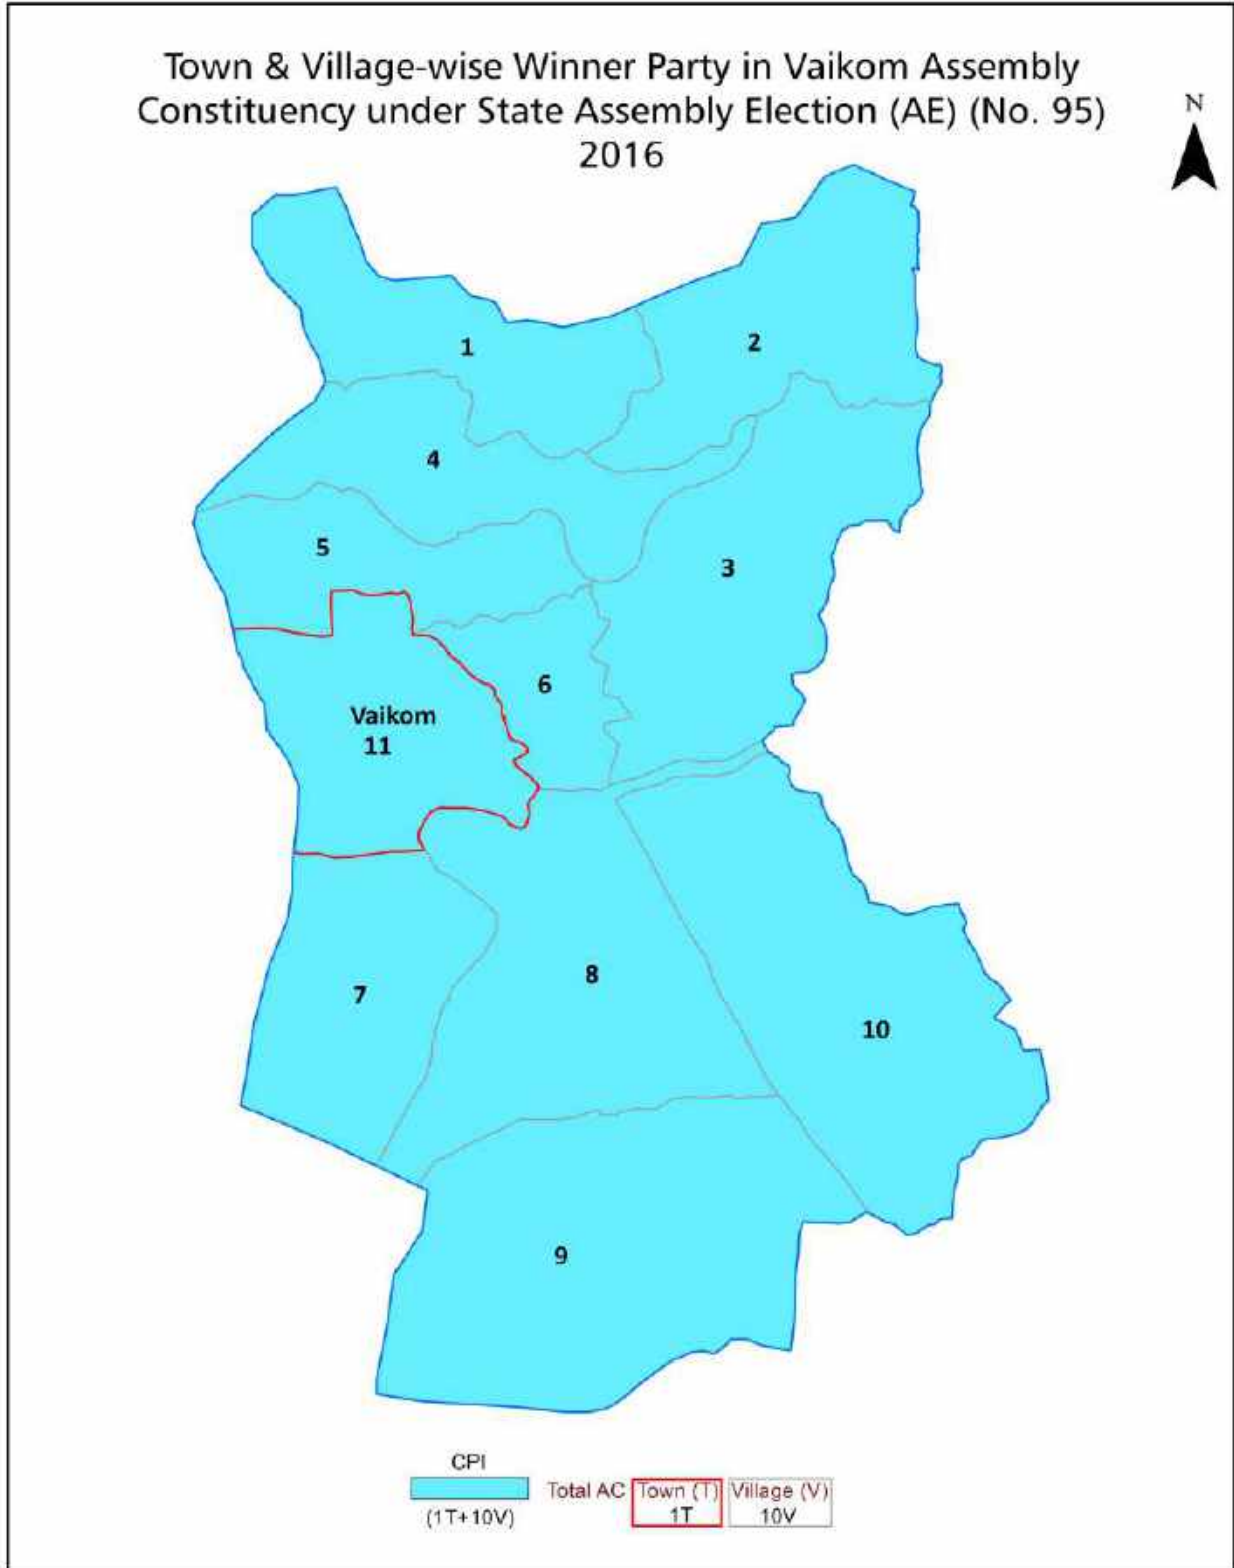 Town & Village-wise Winner Party in Vaikom Assembly
Constituency under State Assembly Election (AE) (No. 95)
2016
N
1
2
4
5
3
6
Vaikom
11
8
7
10
9
CPI
(1T+10V)
Total AC
Town (T)
1T
Village (V)
10V